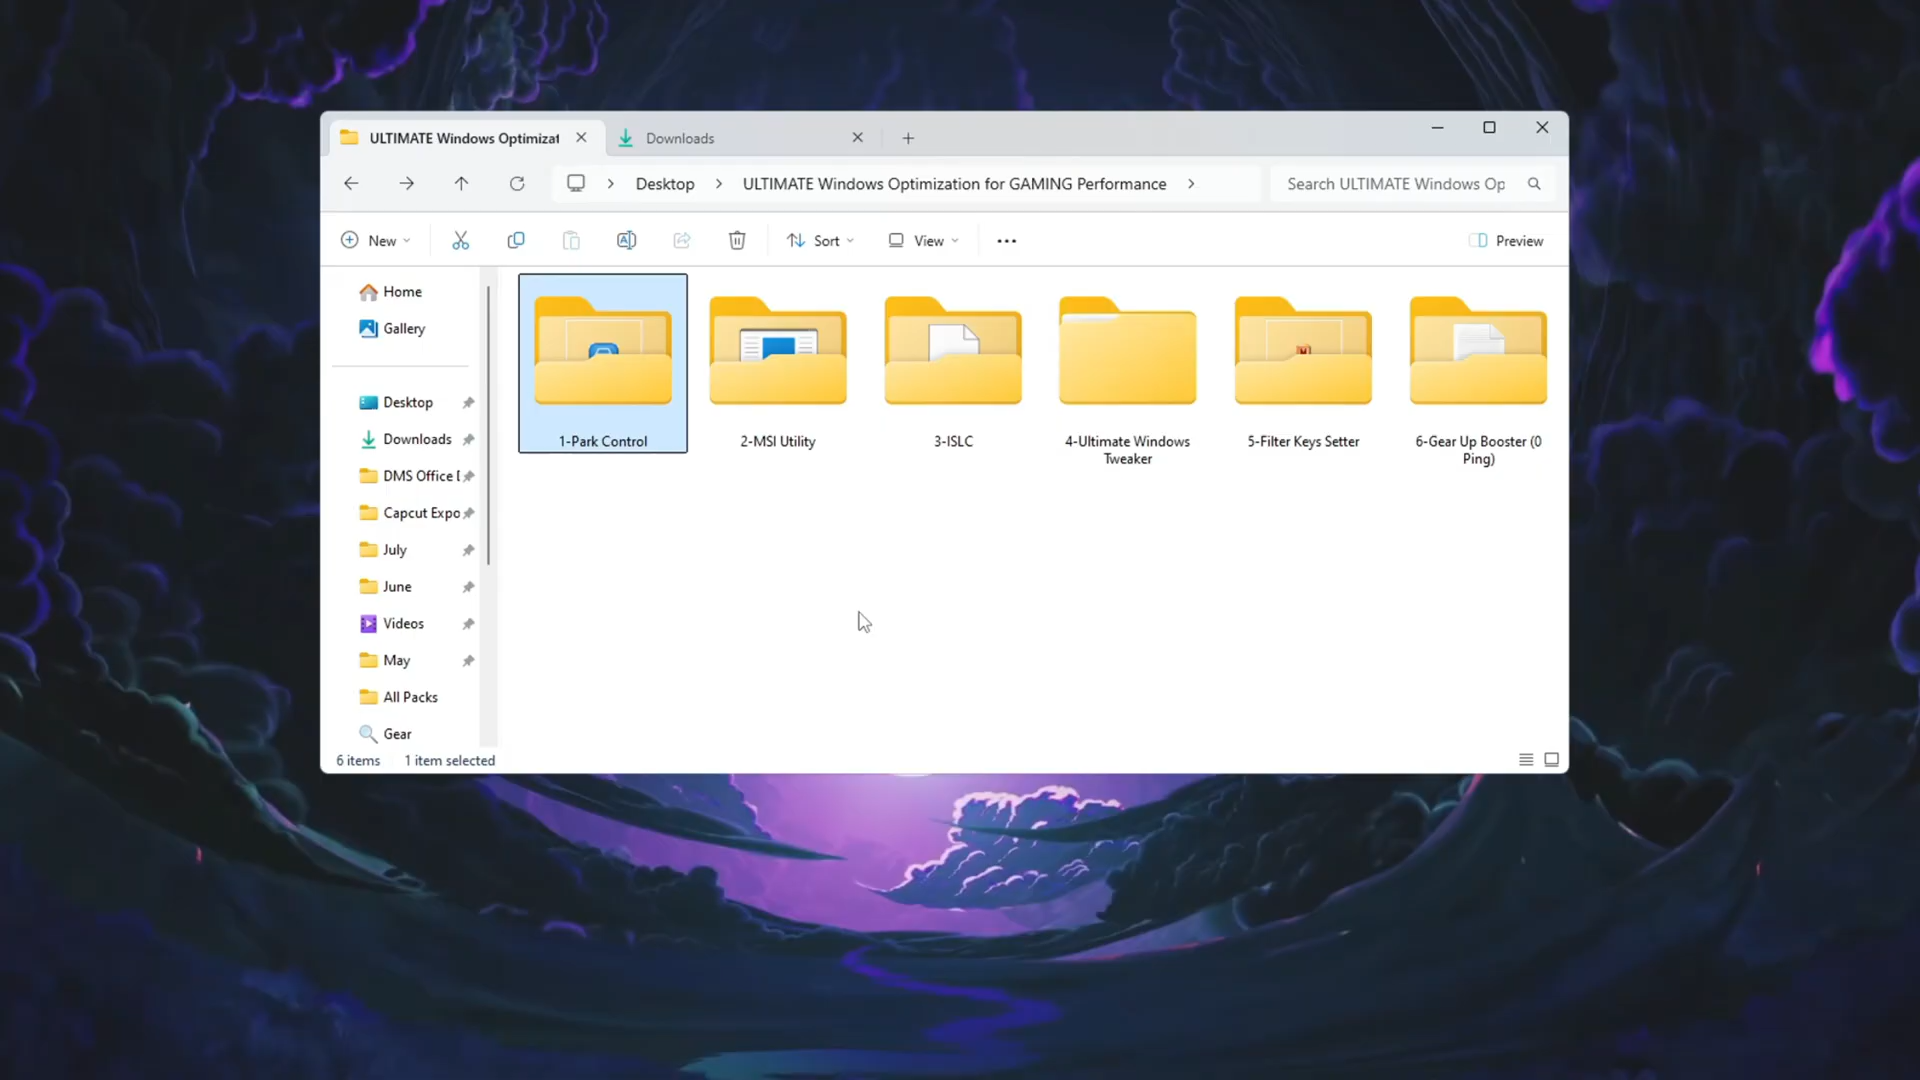 ULTIMATE Windows Optimizat
Downloads
Desktop
ULTIMATE Windows Optimization for GAMING Performance
Search ULTIMATE Windows Op
New
Sort
View
Preview
Home
Gallery
Desktop
Downloads
DMS Office [
Capcut Expo
July
June
Videos
May
All Packs
Gear
1-Park Control
2-MSI Utility
3-ISLC
4-Ultimate Windows
Tweaker
5-Filter Keys Setter
6-Gear Up Booster (0
Ping)
6 items
1 item selected